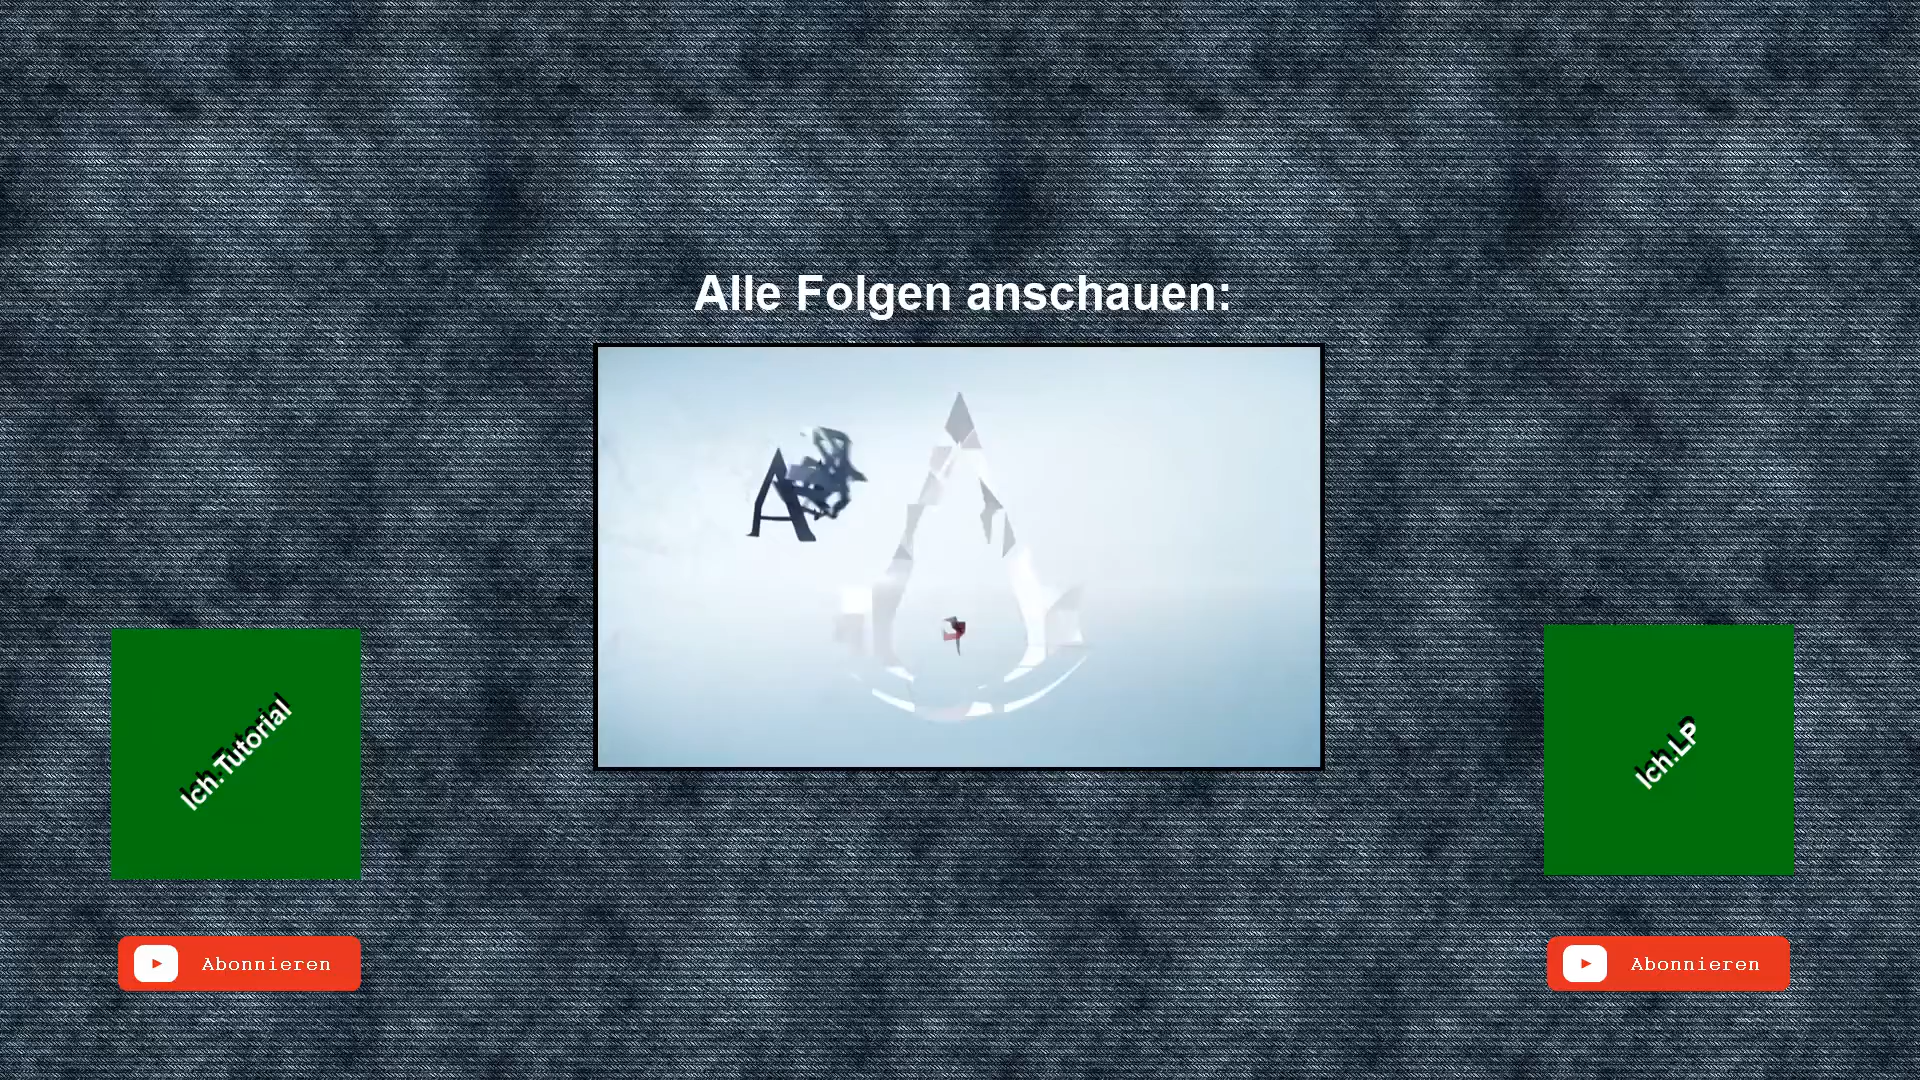 Alle Folgen anschauen:
A
Ich.Tutorial
Ich.LP
Abonnieren
Abonnieren